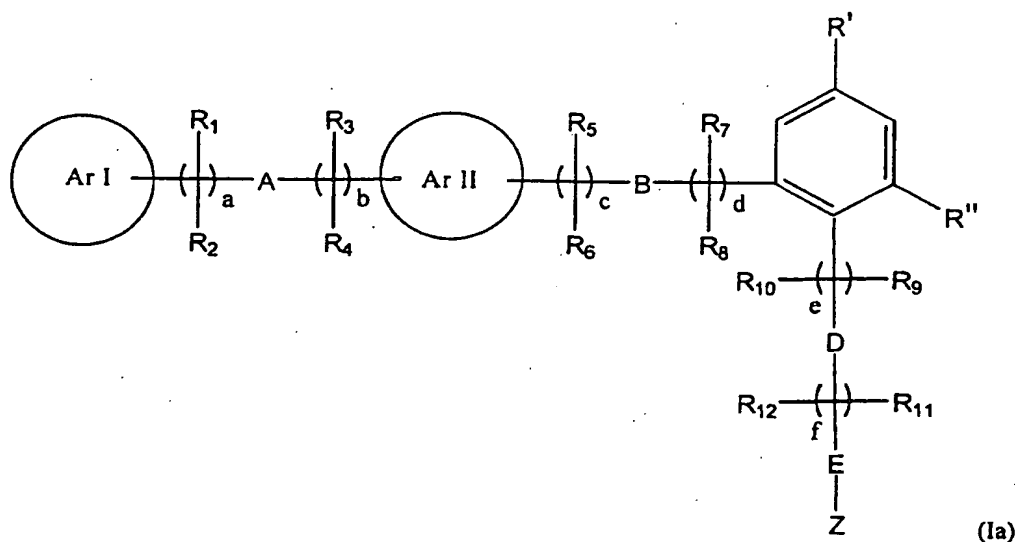 R'
R₁ R₃ R₅ R₇
Ar I ( ) a A ( ) b Ar II ( ) c B ( ) d
R₂ R₄ R₆ R₈ R"
R₁₀ ( ) e R₉
D
R₁₂ ( ) f R₁₁
E
Z
(Ia)